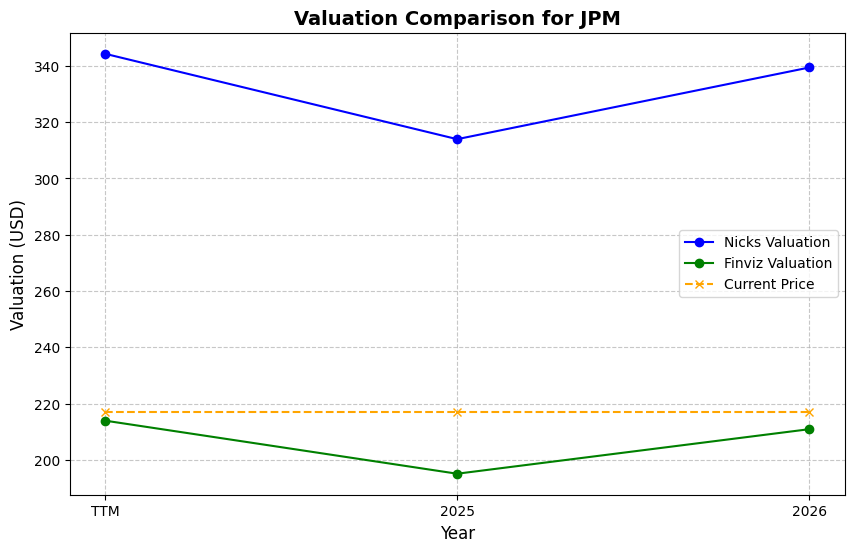 Valuation Comparison for JPM
Valuation (USD)
340
320
300
280
260
240
220
200
Nicks Valuation
Finviz Valuation
Current Price
TTM
2025
2026
Year